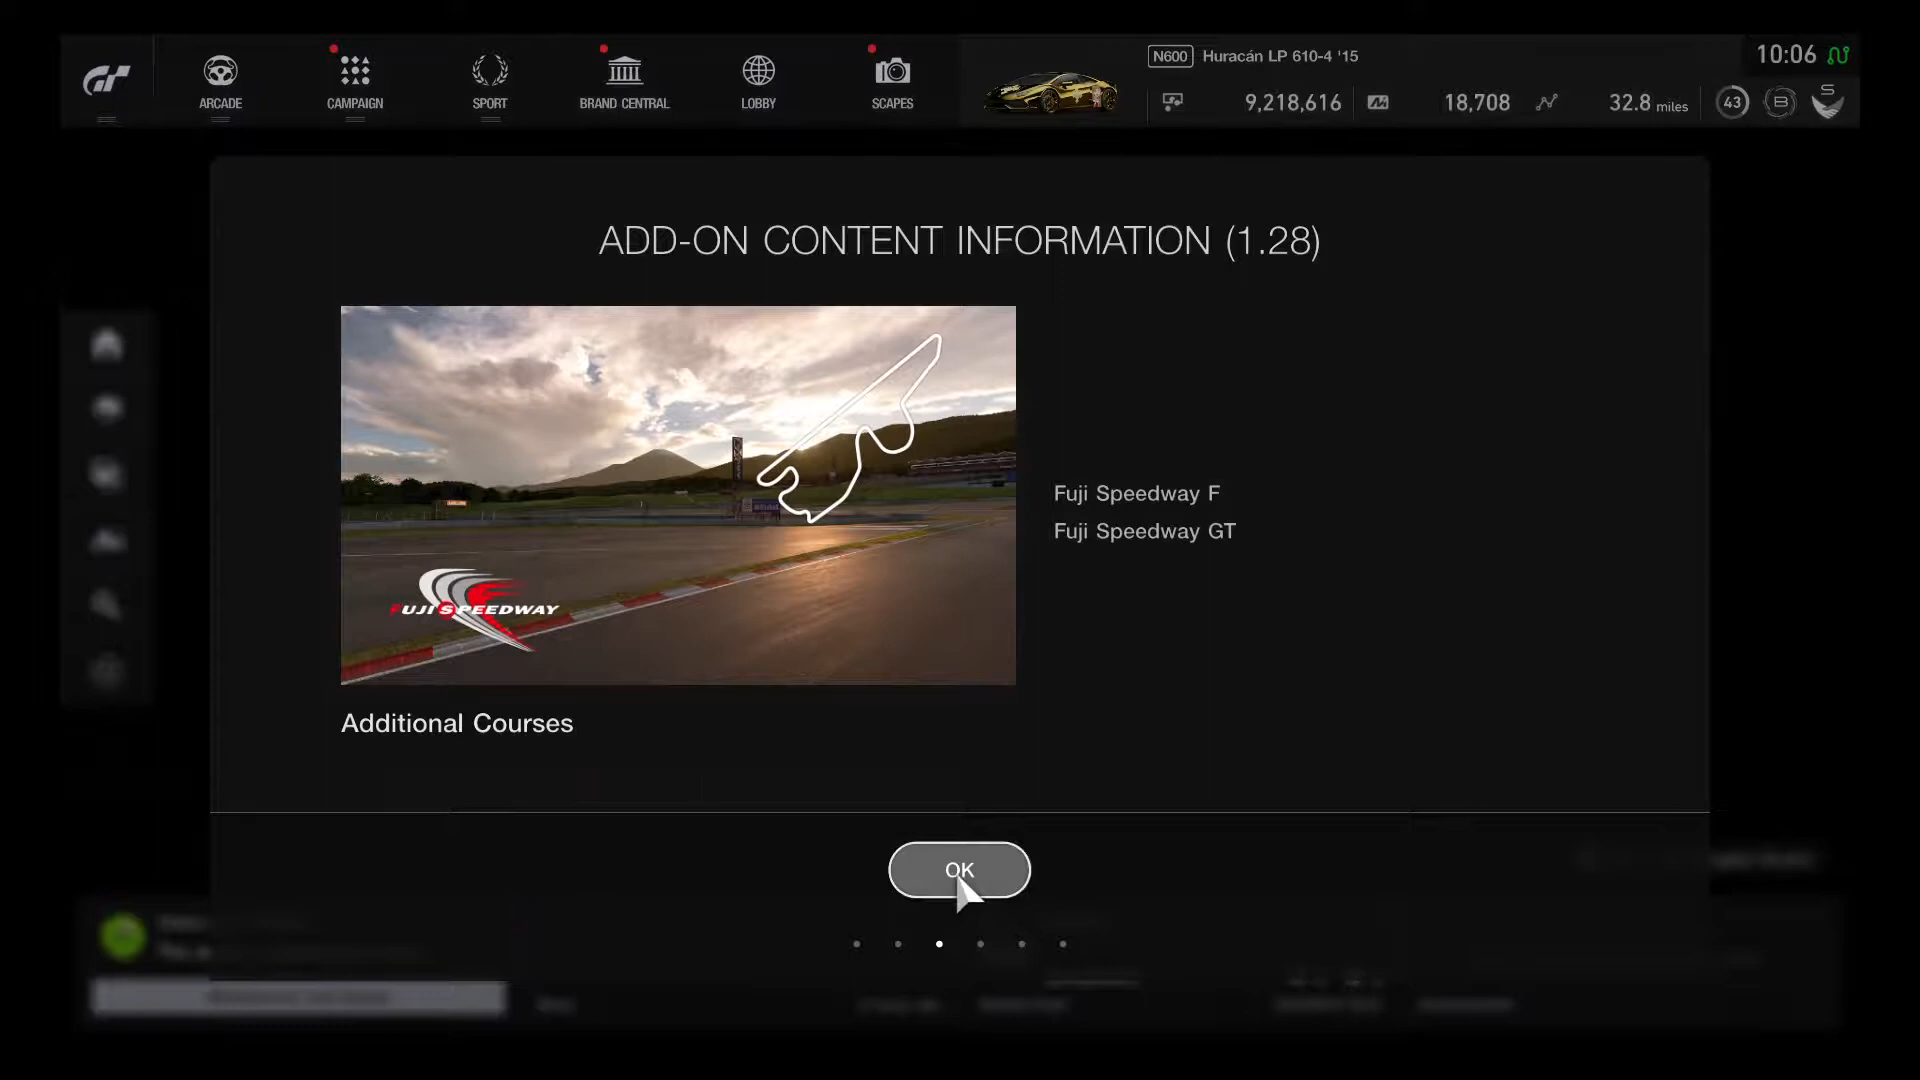 N600 Huracán LP 610-4 '15
10:06
ARCADE
CAMPAIGN
SPORT
BRAND CENTRAL
LOBBY
SCAPES
9,218,616
18,708
32.8 miles
43
B
S
ADD-ON CONTENT INFORMATION (1.28)
FUJI SPEEDWAY
Fuji Speedway F
Fuji Speedway GT
Additional Courses
OK